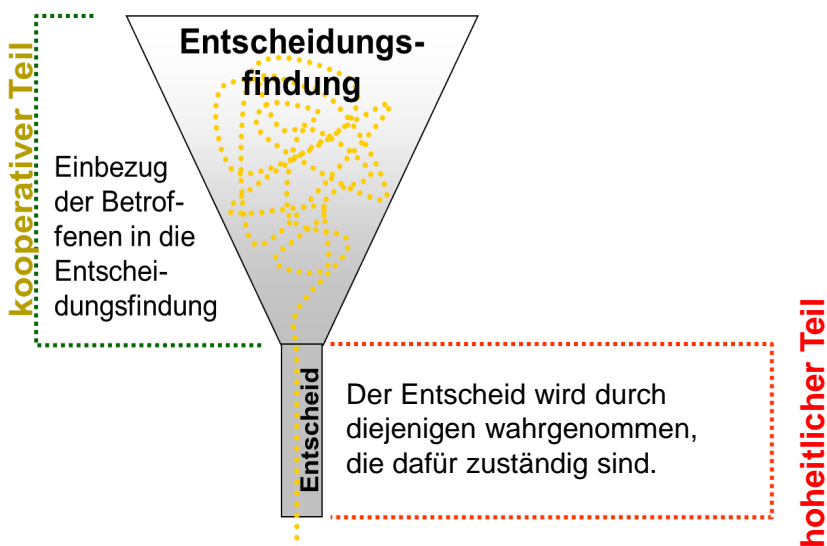 Entscheidungs-
findung
kooperativer Teil
Einbezug
der Betrof-
fenen in die
Entschei-
dungsfindung
Entscheid
Der Entscheid wird durch
diejenigen wahrgenommen,
die dafür zuständig sind.
hoheitlicher Teil